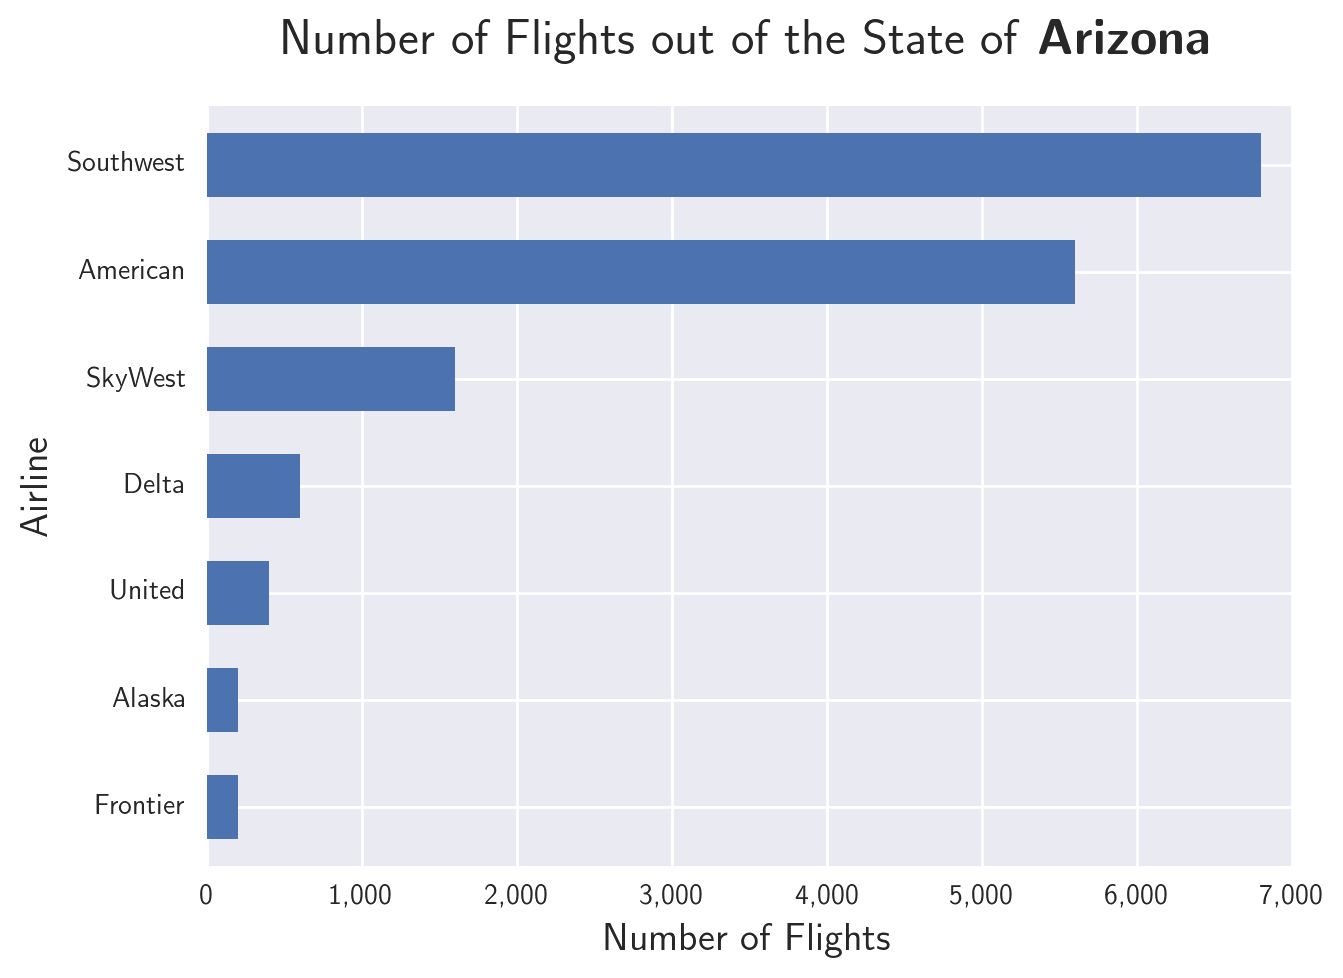 Number of Flights out of the State of Arizona
Southwest
American
SkyWest
Delta
United
Alaska
Frontier
Airline
0 1,000 2,000 3,000 4,000 5,000 6,000 7,000
Number of Flights